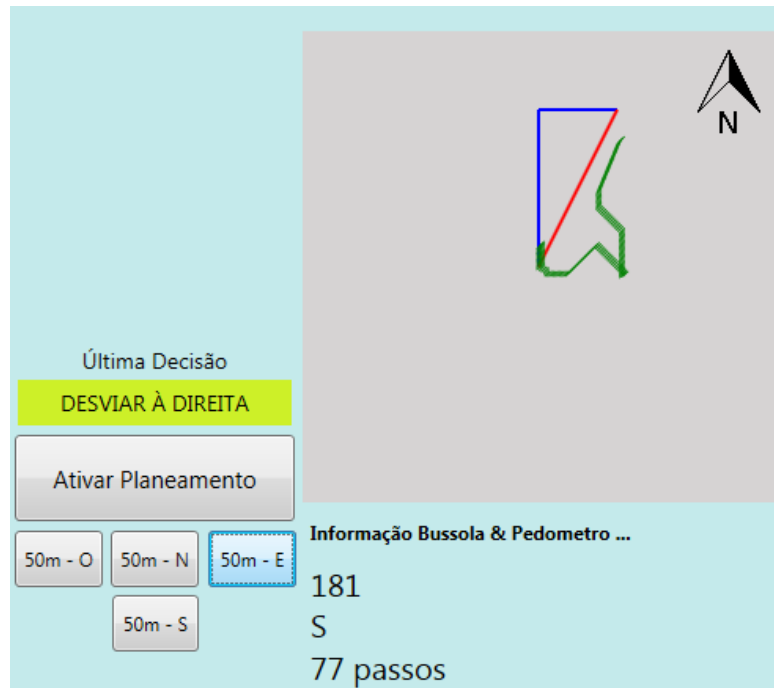 N
Última Decisão
DESVIAR À DIREITA
Ativar Planeamento
50m - O
50m - N
50m - E
50m - S
Informação Bussola & Pedometro ...
181
S
77 passos